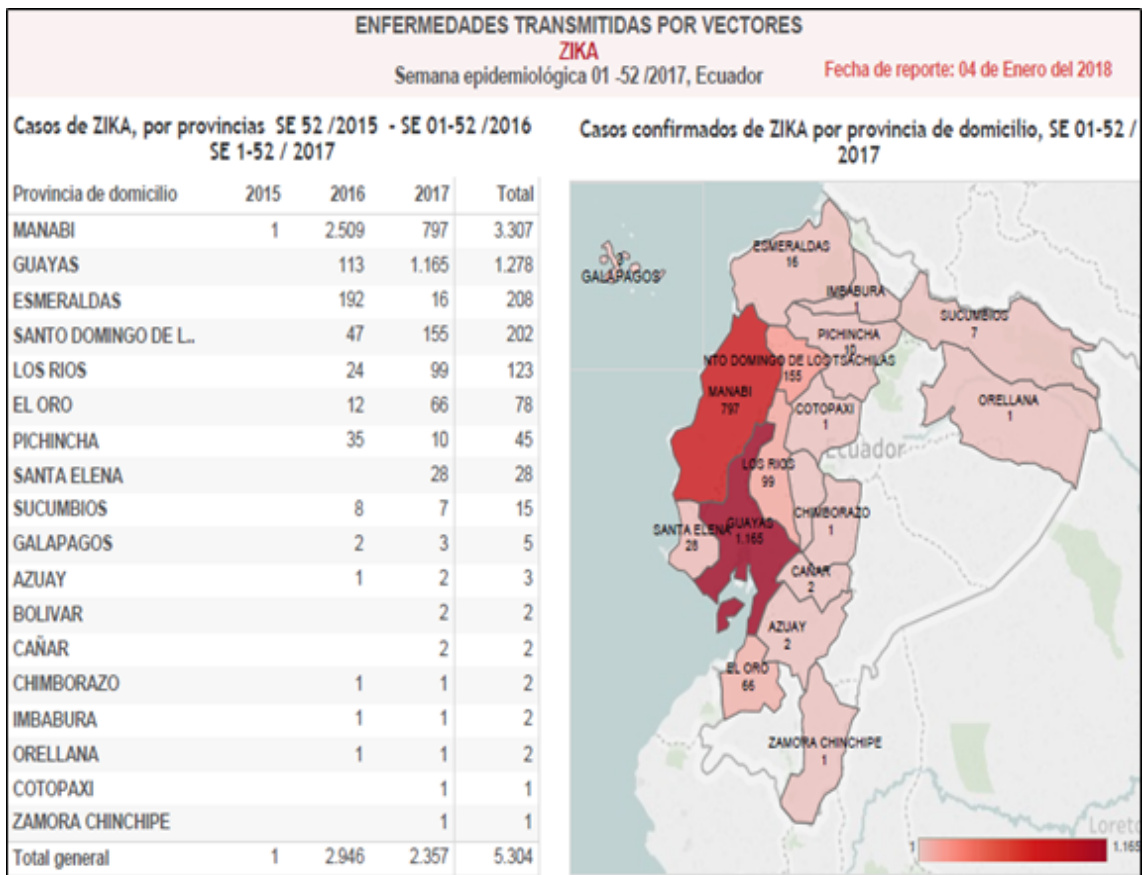 ENFERMEDADES TRANSMITIDAS POR VECTORES
ZIKA
Semana epidemiológica 01 -52 /2017, Ecuador
Fecha de reporte: 04 de Enero del 2018
Casos de ZIKA, por provincias SE 52 /2015 - SE 01-52 /2016
SE 1-52 / 2017
Provincia de domicilio 2015 2016 2017 Total
MANABI 1 2.509 797 3.307
GUAYAS 113 1.165 1.278
ESMERALDAS 192 16 208
SANTO DOMINGO DE L.. 47 155 202
LOS RIOS 24 99 123
EL ORO 12 66 78
PICHINCHA 35 10 45
SANTA ELENA 28 28
SUCUMBIOS 8 7 15
GALAPAGOS 2 3 5
AZUAY 1 2 3
BOLIVAR 2 2
CAÑAR 2 2
CHIMBORAZO 1 1 2
IMBABURA 1 1 2
ORELLANA 1 1 2
COTOPAXI 1 1
ZAMORA CHINCHIPE 1 1
Total general 1 2.946 2.357 5.304
Casos confirmados de ZIKA por provincia de domicilio, SE 01-52 /
2017
ESMERALDAS
16
3
GALAPAGOS
IMBABURA
1
SUCUMBIOS
7
PICHINCHA
10
NTO DOMINGO DE LOS TSACHILAS
155
MANABI
797
COTOPAXI
1
ORELLANA
1
Ecuador
LOS RIOS
99
CHIMBORAZO
1
SANTA ELENA
28
GUAYAS
1.165
CAÑAR
2
AZUAY
2
EL ORO
66
ZAMORA CHINCHIPE
1
Loreto
1 1.165